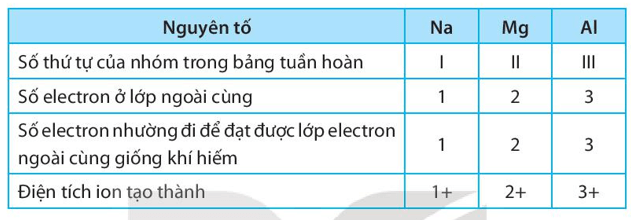 Nguyên tố Na Mg Al
Số thứ tự của nhóm trong bảng tuần hoàn I II III
Số electron ở lớp ngoài cùng 1 2 3
Số electron nhường đi để đạt được lớp electron
ngoài cùng giống khí hiếm 1 2 3
Điện tích ion tạo thành 1+ 2+ 3+